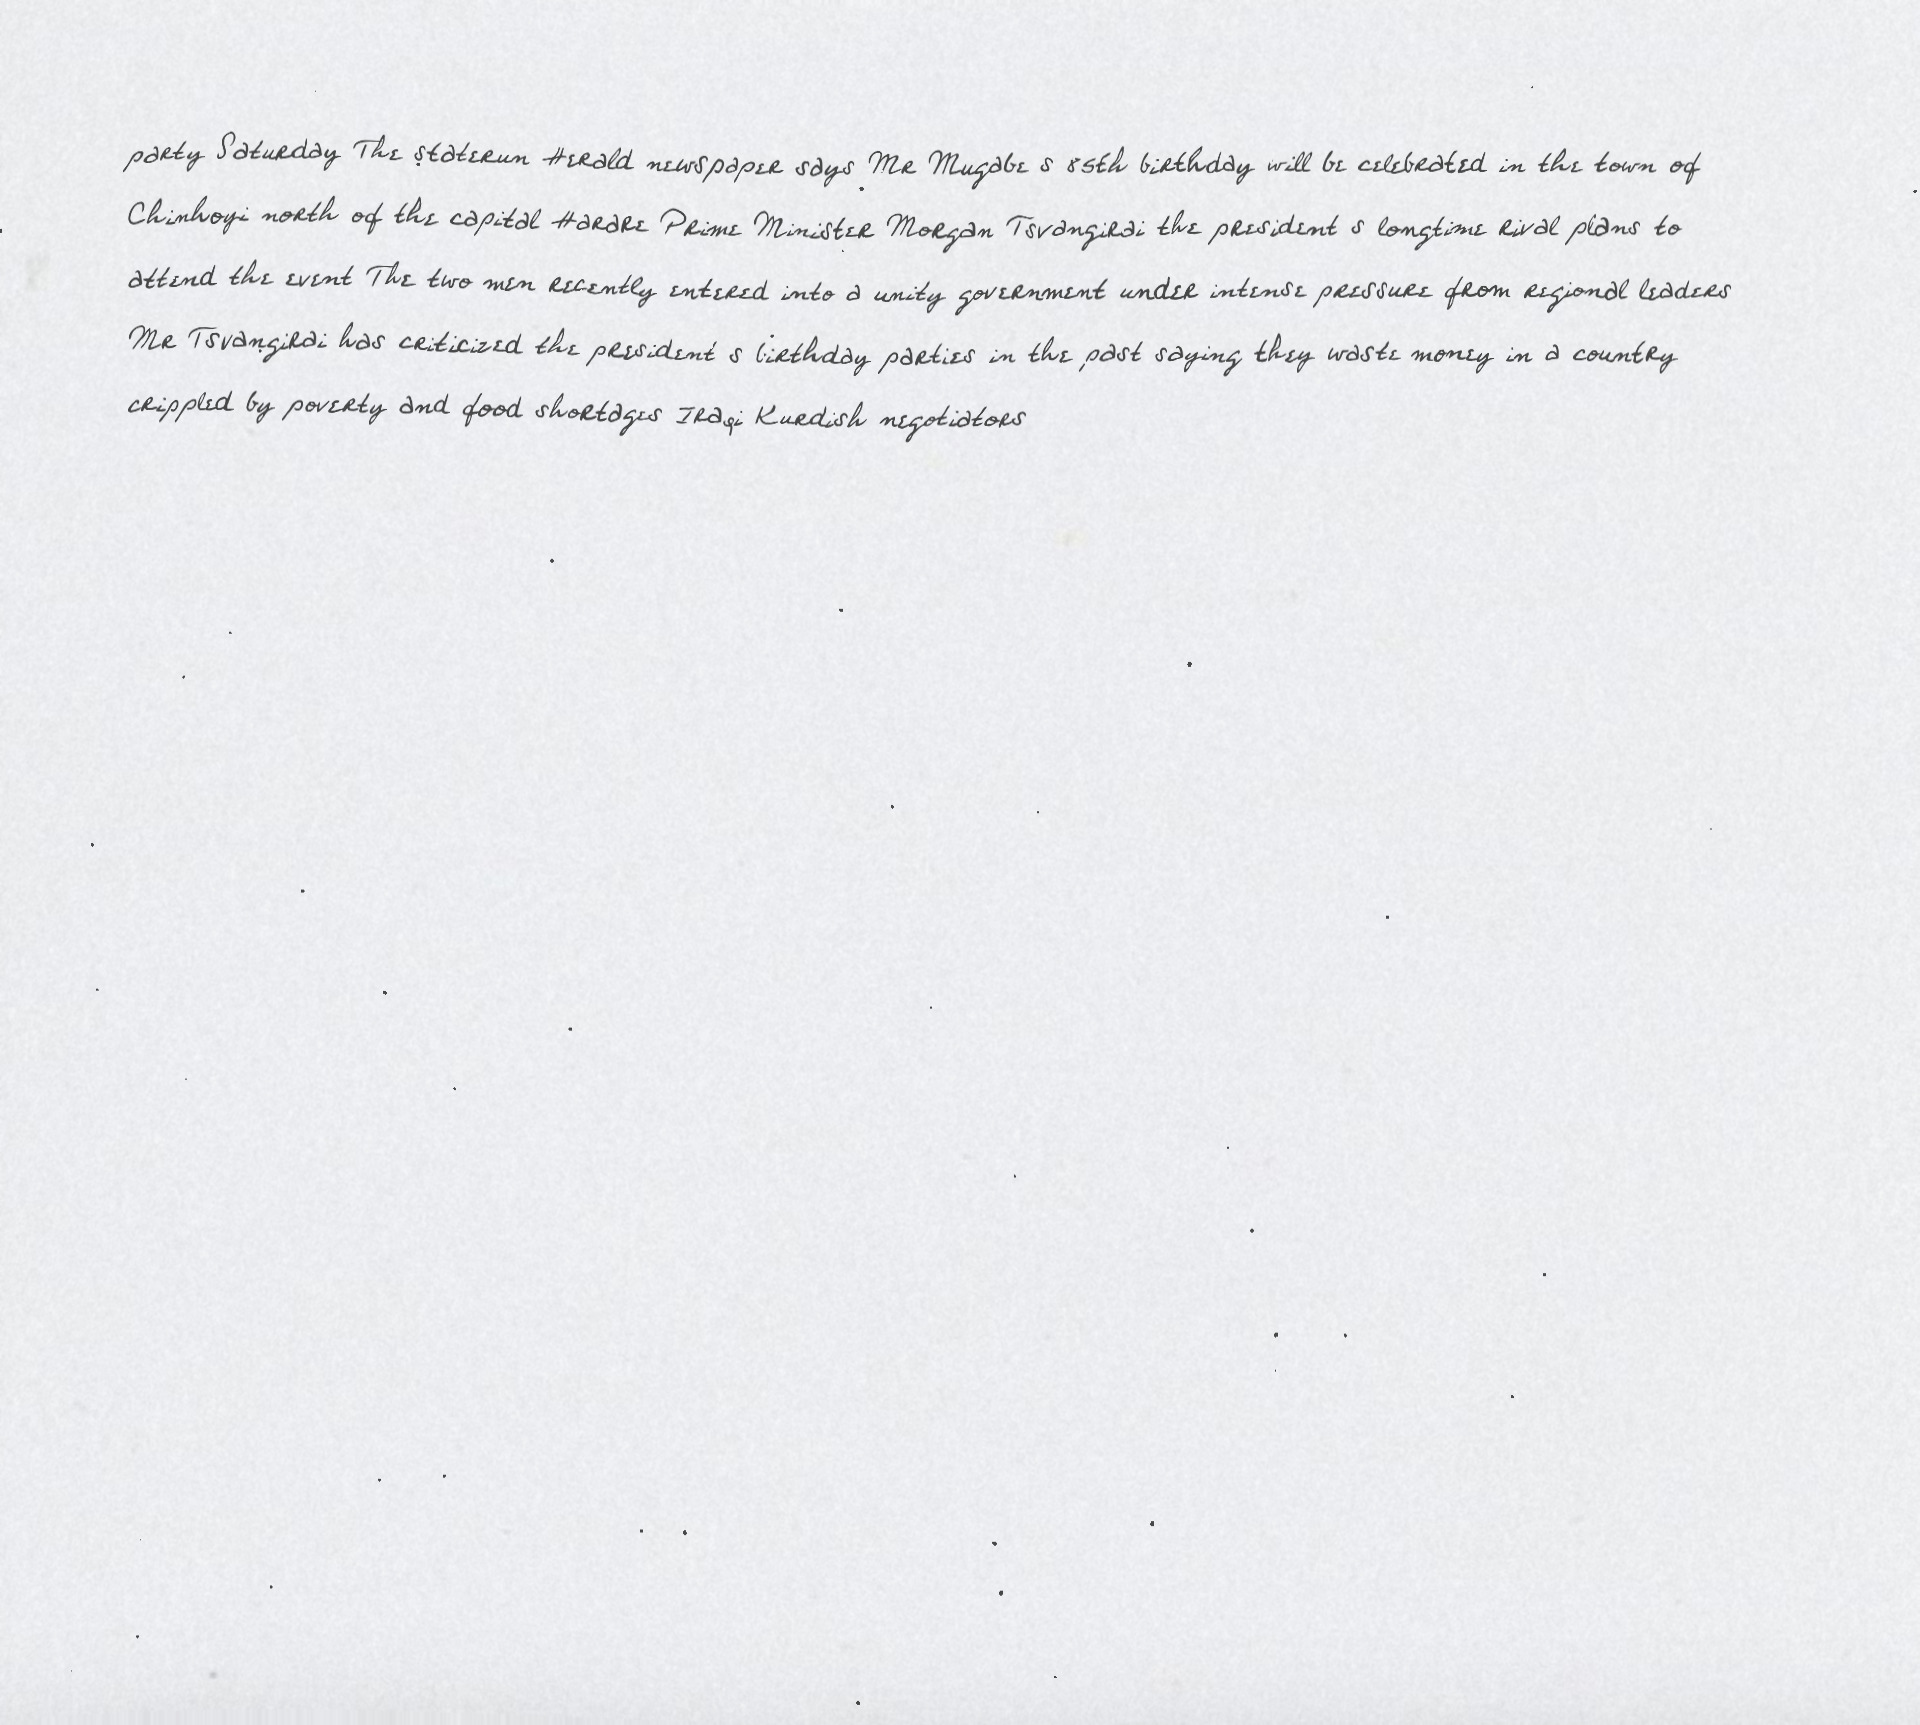 party Saturday The staterun Herald newspaper says Mr Mugabe s 85th birthday will be celebrated in the town of
Chinhoyi north of the capital Harare Prime Minister Morgan Tsvangirai the president s longtime rival plans to
attend the event The two men recently entered into a unity government under intense pressure from regional leaders
Mr Tsvangirai has criticized the president s birthday parties in the past saying they waste money in a country
crippled by poverty and food shortages Iraqi Kurdish negotiators